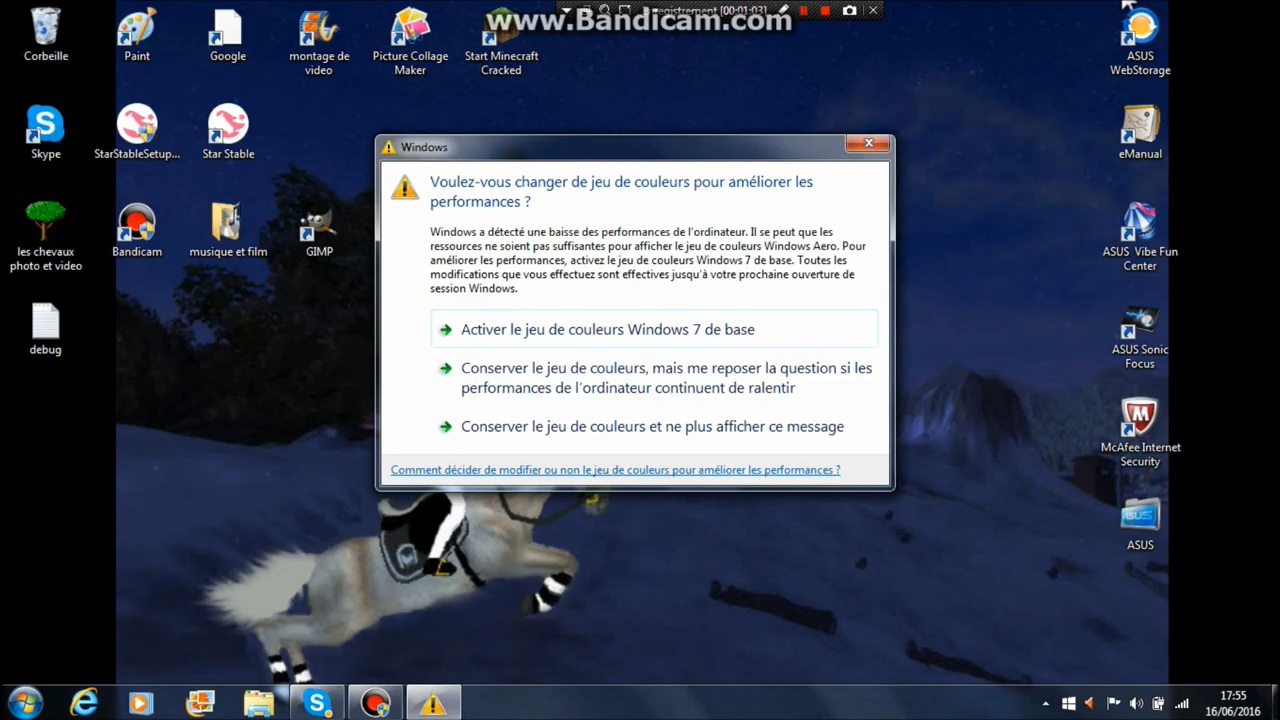 www.Bandicam.com
[00:01:03]
Corbeille
Paint
Google
montage de
video
Picture Collage
Maker
Start Minecraft
Cracked
ASUS
WebStorage
Skype
StarStableSetup...
Star Stable
eManual
les chevaux
photo et video
Bandicam
musique et film
GIMP
ASUS Vibe Fun
Center
debug
ASUS Sonic
Focus
McAfee Internet
Security
ASUS
ASUS
Windows
Voulez-vous changer de jeu de couleurs pour améliorer les
performances ?
Windows a détecté une baisse des performances de l'ordinateur. Il se peut que les
ressources ne soient pas suffisantes pour afficher le jeu de couleurs Windows Aero. Pour
améliorer les performances, activez le jeu de couleurs Windows 7 de base. Toutes les
modifications que vous effectuez sont effectives jusqu'à votre prochaine ouverture de
session Windows.
Activer le jeu de couleurs Windows 7 de base
Conserver le jeu de couleurs, mais me reposer la question si les
performances de l'ordinateur continuent de ralentir
Conserver le jeu de couleurs et ne plus afficher ce message
Comment décider de modifier ou non le jeu de couleurs pour améliorer les performances ?
17:55
16/06/2016